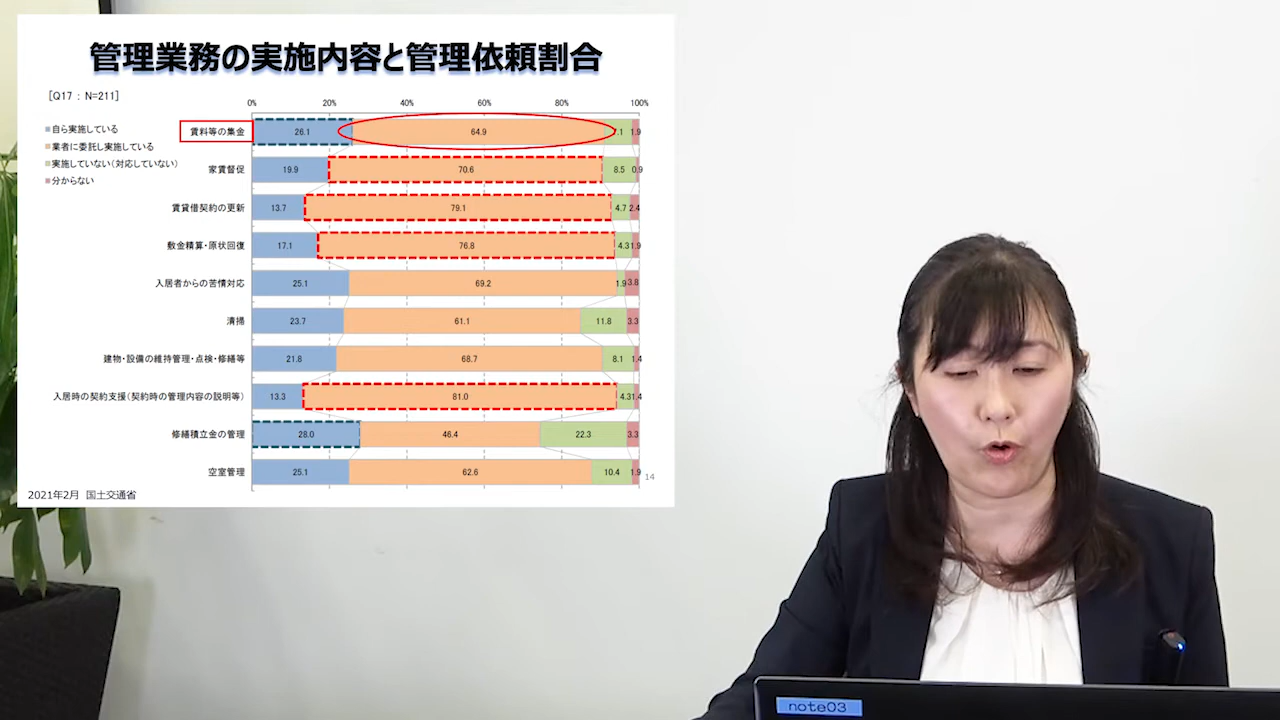 管理業務の実施内容と管理依頼割合
[Q17 : N=211]
0% 20% 40% 60% 80% 100%
■自ら実施している
■業者に委託し実施している
■実施していない(対応していない)
■分からない
賃料等の集金 26.1 64.9 7.1 1.9
家賃督促 19.9 70.6 8.5 0.9
賃貸借契約の更新 13.7 79.1 4.7 2.4
敷金精算・原状回復 17.1 76.8 4.3 1.9
入居者からの苦情対応 25.1 69.2 1.9 3.8
清掃 23.7 61.1 11.8 3.3
建物・設備の維持管理・点検・修繕等 21.8 68.7 8.1 1.4
入居時の契約支援(契約時の管理内容の説明等) 13.3 81.0 4.3 1.4
修繕積立金の管理 28.0 46.4 22.3 3.3
空室管理 25.1 62.6 10.4 1.9
14
2021年2月 国土交通省
note03